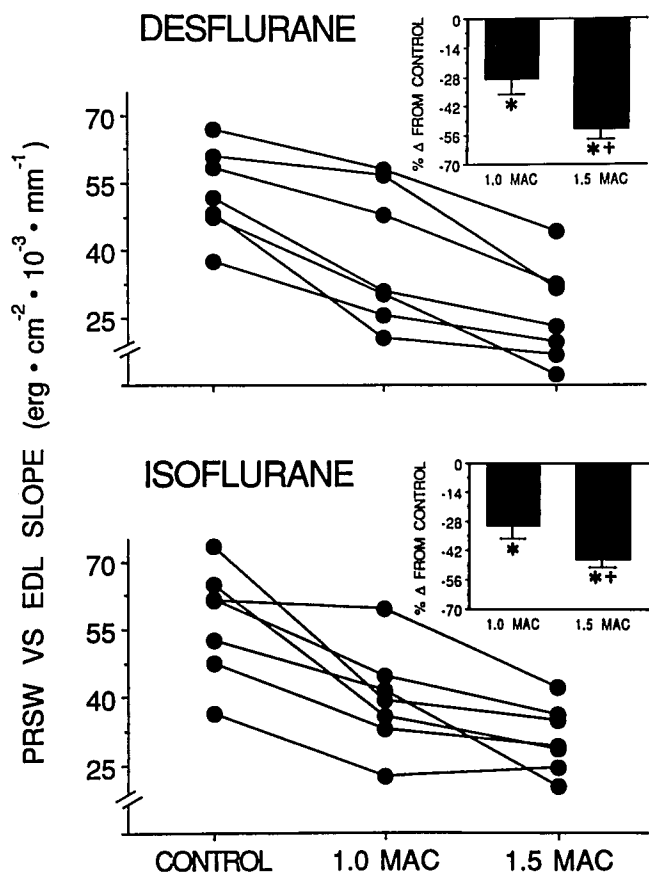 DESFLURANE
% Δ FROM CONTROL
0
-14
-28
-42
-56
-70
*
*+
1.0 MAC
1.5 MAC
70
55
40
25
PRSW VS EDL SLOPE (erg • cm⁻² • 10⁻³ • mm⁻¹)
ISOFLURANE
% Δ FROM CONTROL
0
-14
-28
-42
-56
-70
*
*+
1.0 MAC
1.5 MAC
70
55
40
25
CONTROL
1.0 MAC
1.5 MAC